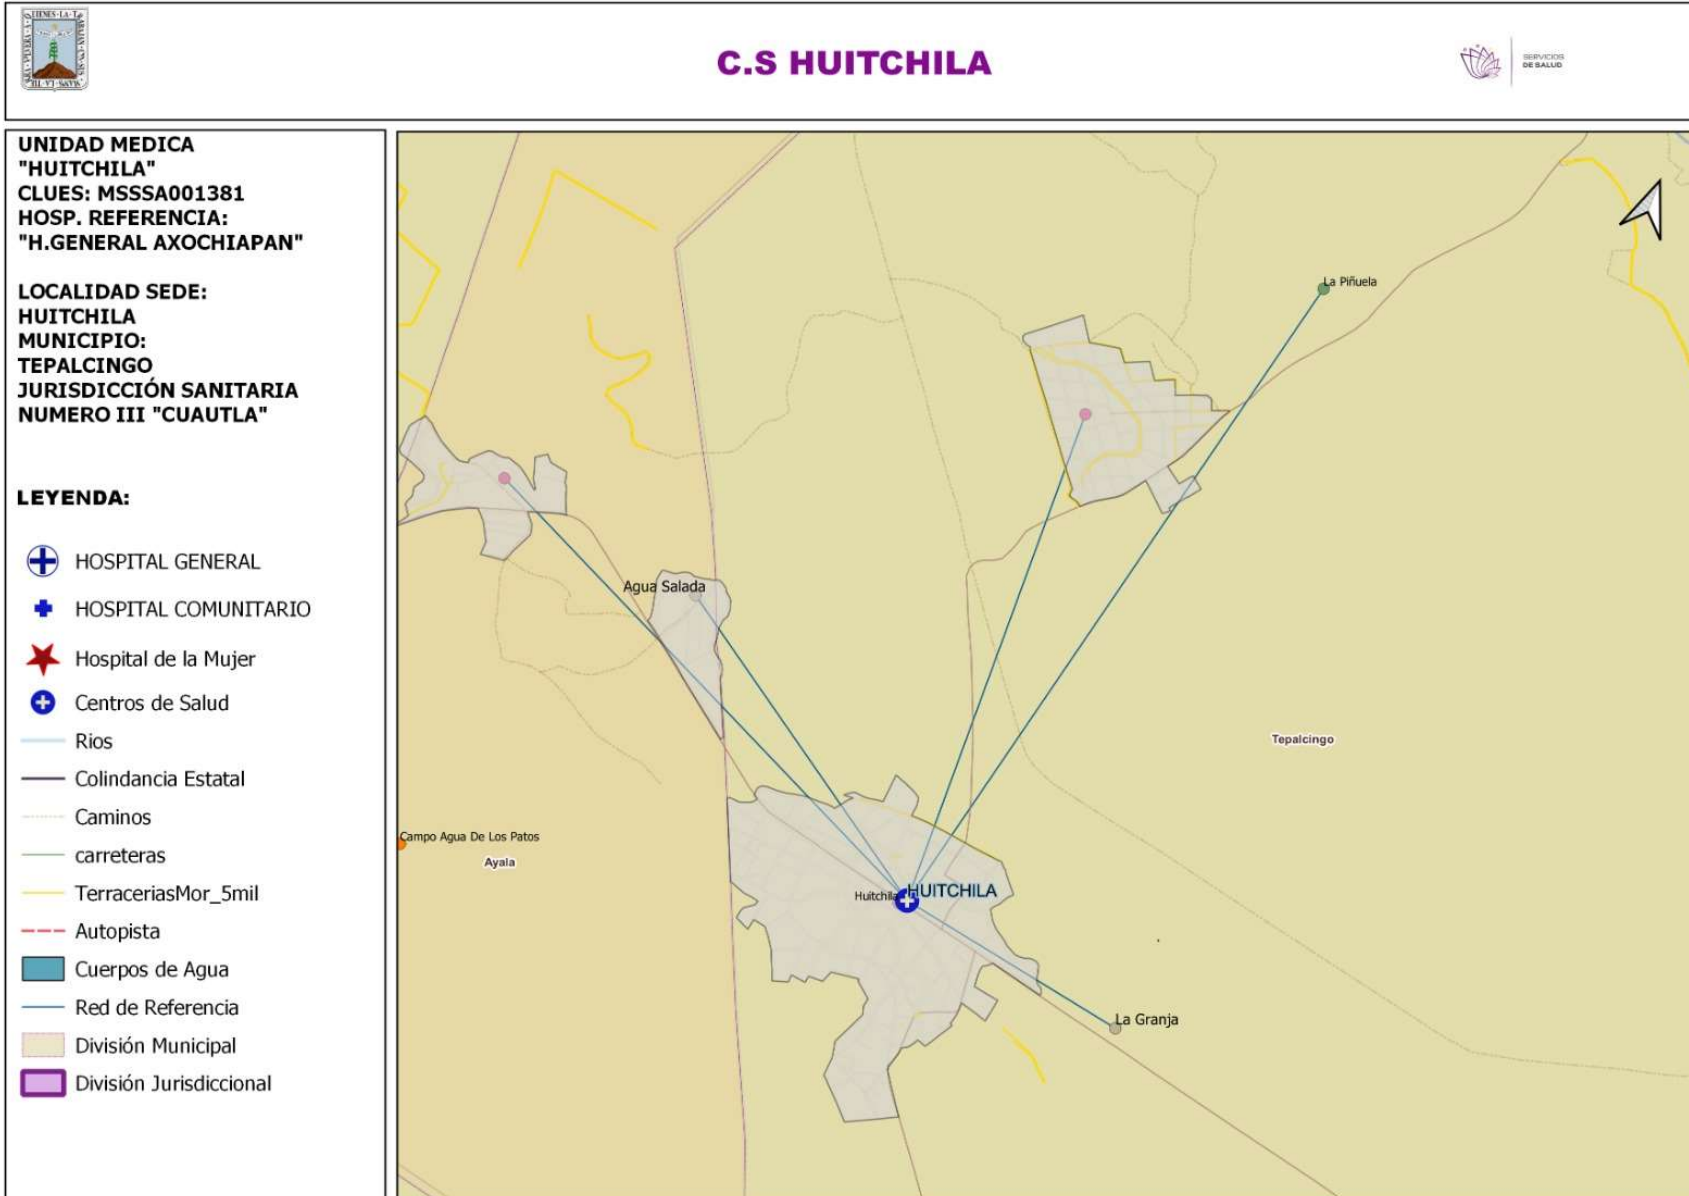 C.S HUITCHILA
SERVICIOS
DE SALUD
UNIDAD MEDICA
"HUITCHILA"
CLUES: MSSSA001381
HOSP. REFERENCIA:
"H.GENERAL AXOCHIAPAN"
LOCALIDAD SEDE:
HUITCHILA
MUNICIPIO:
TEPALCINGO
JURISDICCIÓN SANITARIA
NUMERO III "CUAUTLA"
LEYENDA:
HOSPITAL GENERAL
HOSPITAL COMUNITARIO
Hospital de la Mujer
Centros de Salud
Rios
Colindancia Estatal
Caminos
carreteras
TerraceriasMor_5mil
Autopista
Cuerpos de Agua
Red de Referencia
División Municipal
División Jurisdiccional
La Piñuela
Agua Salada
Tepalcingo
Campo Agua De Los Patos
Ayala
Huitchila
HUITCHILA
La Granja